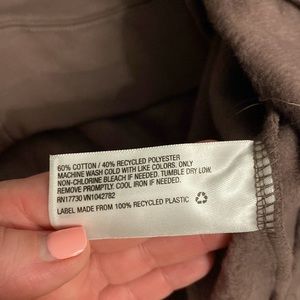 60% COTTON / 40% RECYCLED POLYESTER
MACHINE WASH COLD WITH LIKE COLORS. ONLY
NON-CHLORINE BLEACH IF NEEDED. TUMBLE DRY LOW.
REMOVE PROMPTLY. COOL IRON IF NEEDED.
RN17730 VN1042782
LABEL MADE FROM 100% RECYCLED PLASTIC